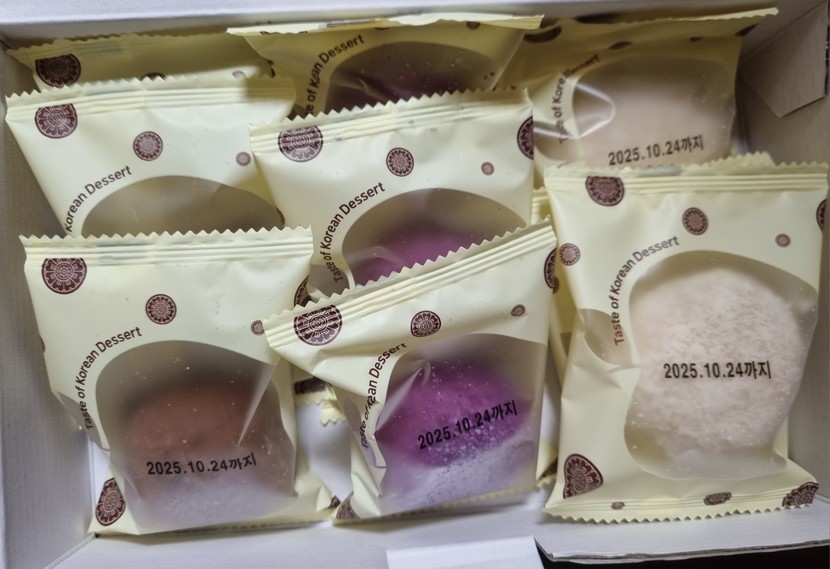 Taste of Korean Dessert
2025.10.24까지
Korean Dessert
Taste of Korean Dessert
Taste of Korean Dessert
2025.10.24까지
Taste of Korean Dessert
2025.10.24까지
Korean Dessert
2025.10.24까지